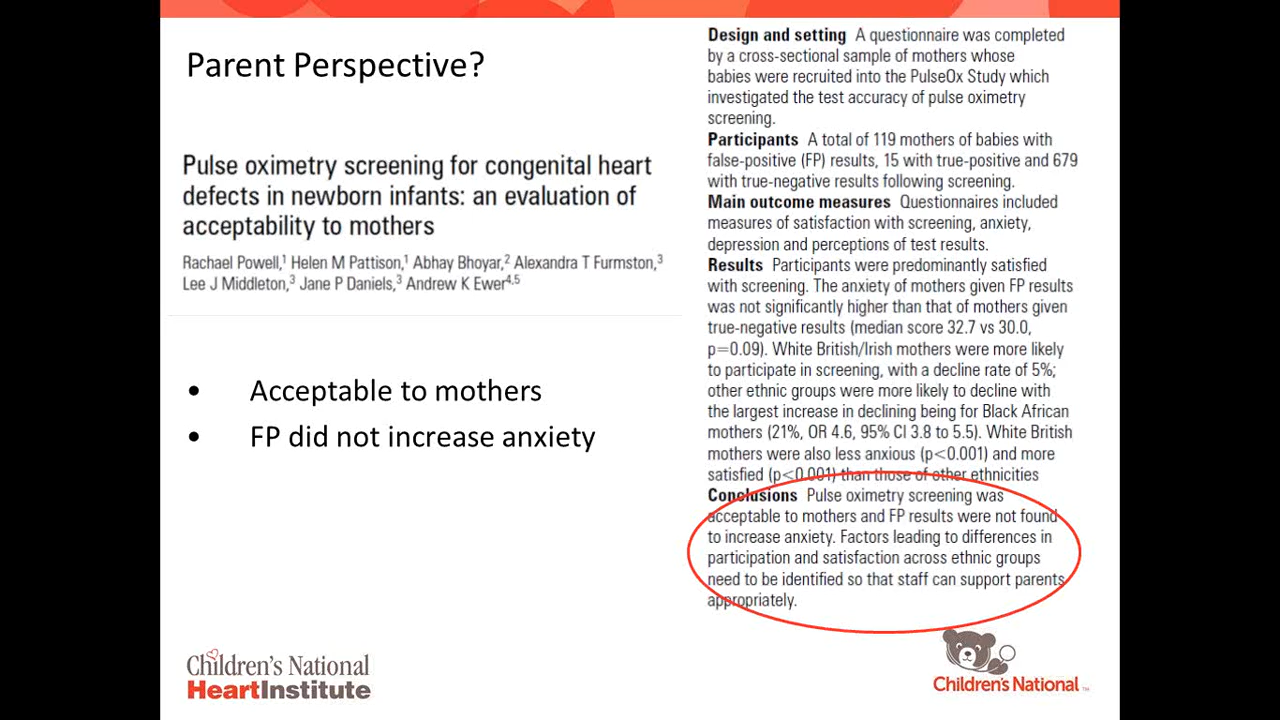 Parent Perspective?
Pulse oximetry screening for congenital heart
defects in newborn infants: an evaluation of
acceptability to mothers
Rachael Powell,¹ Helen M Pattison,¹ Abhay Bhoyar,² Alexandra T Furmston,³
Lee J Middleton,³ Jane P Daniels,³ Andrew K Ewer⁴,⁵
• Acceptable to mothers
• FP did not increase anxiety
Design and setting A questionnaire was completed
by a cross-sectional sample of mothers whose
babies were recruited into the PulseOx Study which
investigated the test accuracy of pulse oximetry
screening.
Participants A total of 119 mothers of babies with
false-positive (FP) results, 15 with true-positive and 679
with true-negative results following screening.
Main outcome measures Questionnaires included
measures of satisfaction with screening, anxiety,
depression and perceptions of test results.
Results Participants were predominantly satisfied
with screening. The anxiety of mothers given FP results
was not significantly higher than that of mothers given
true-negative results (median score 32.7 vs 30.0,
p=0.09). White British/Irish mothers were more likely
to participate in screening, with a decline rate of 5%;
other ethnic groups were more likely to decline with
the largest increase in declining being for Black African
mothers (21%, OR 4.6, 95% CI 3.8 to 5.5). White British
mothers were also less anxious (p<0.001) and more
satisfied (p<0.001) than those of other ethnicities
Conclusions Pulse oximetry screening was
acceptable to mothers and FP results were not found
to increase anxiety. Factors leading to differences in
participation and satisfaction across ethnic groups
need to be identified so that staff can support parents
appropriately.
Children's National
HeartInstitute
Children's National™